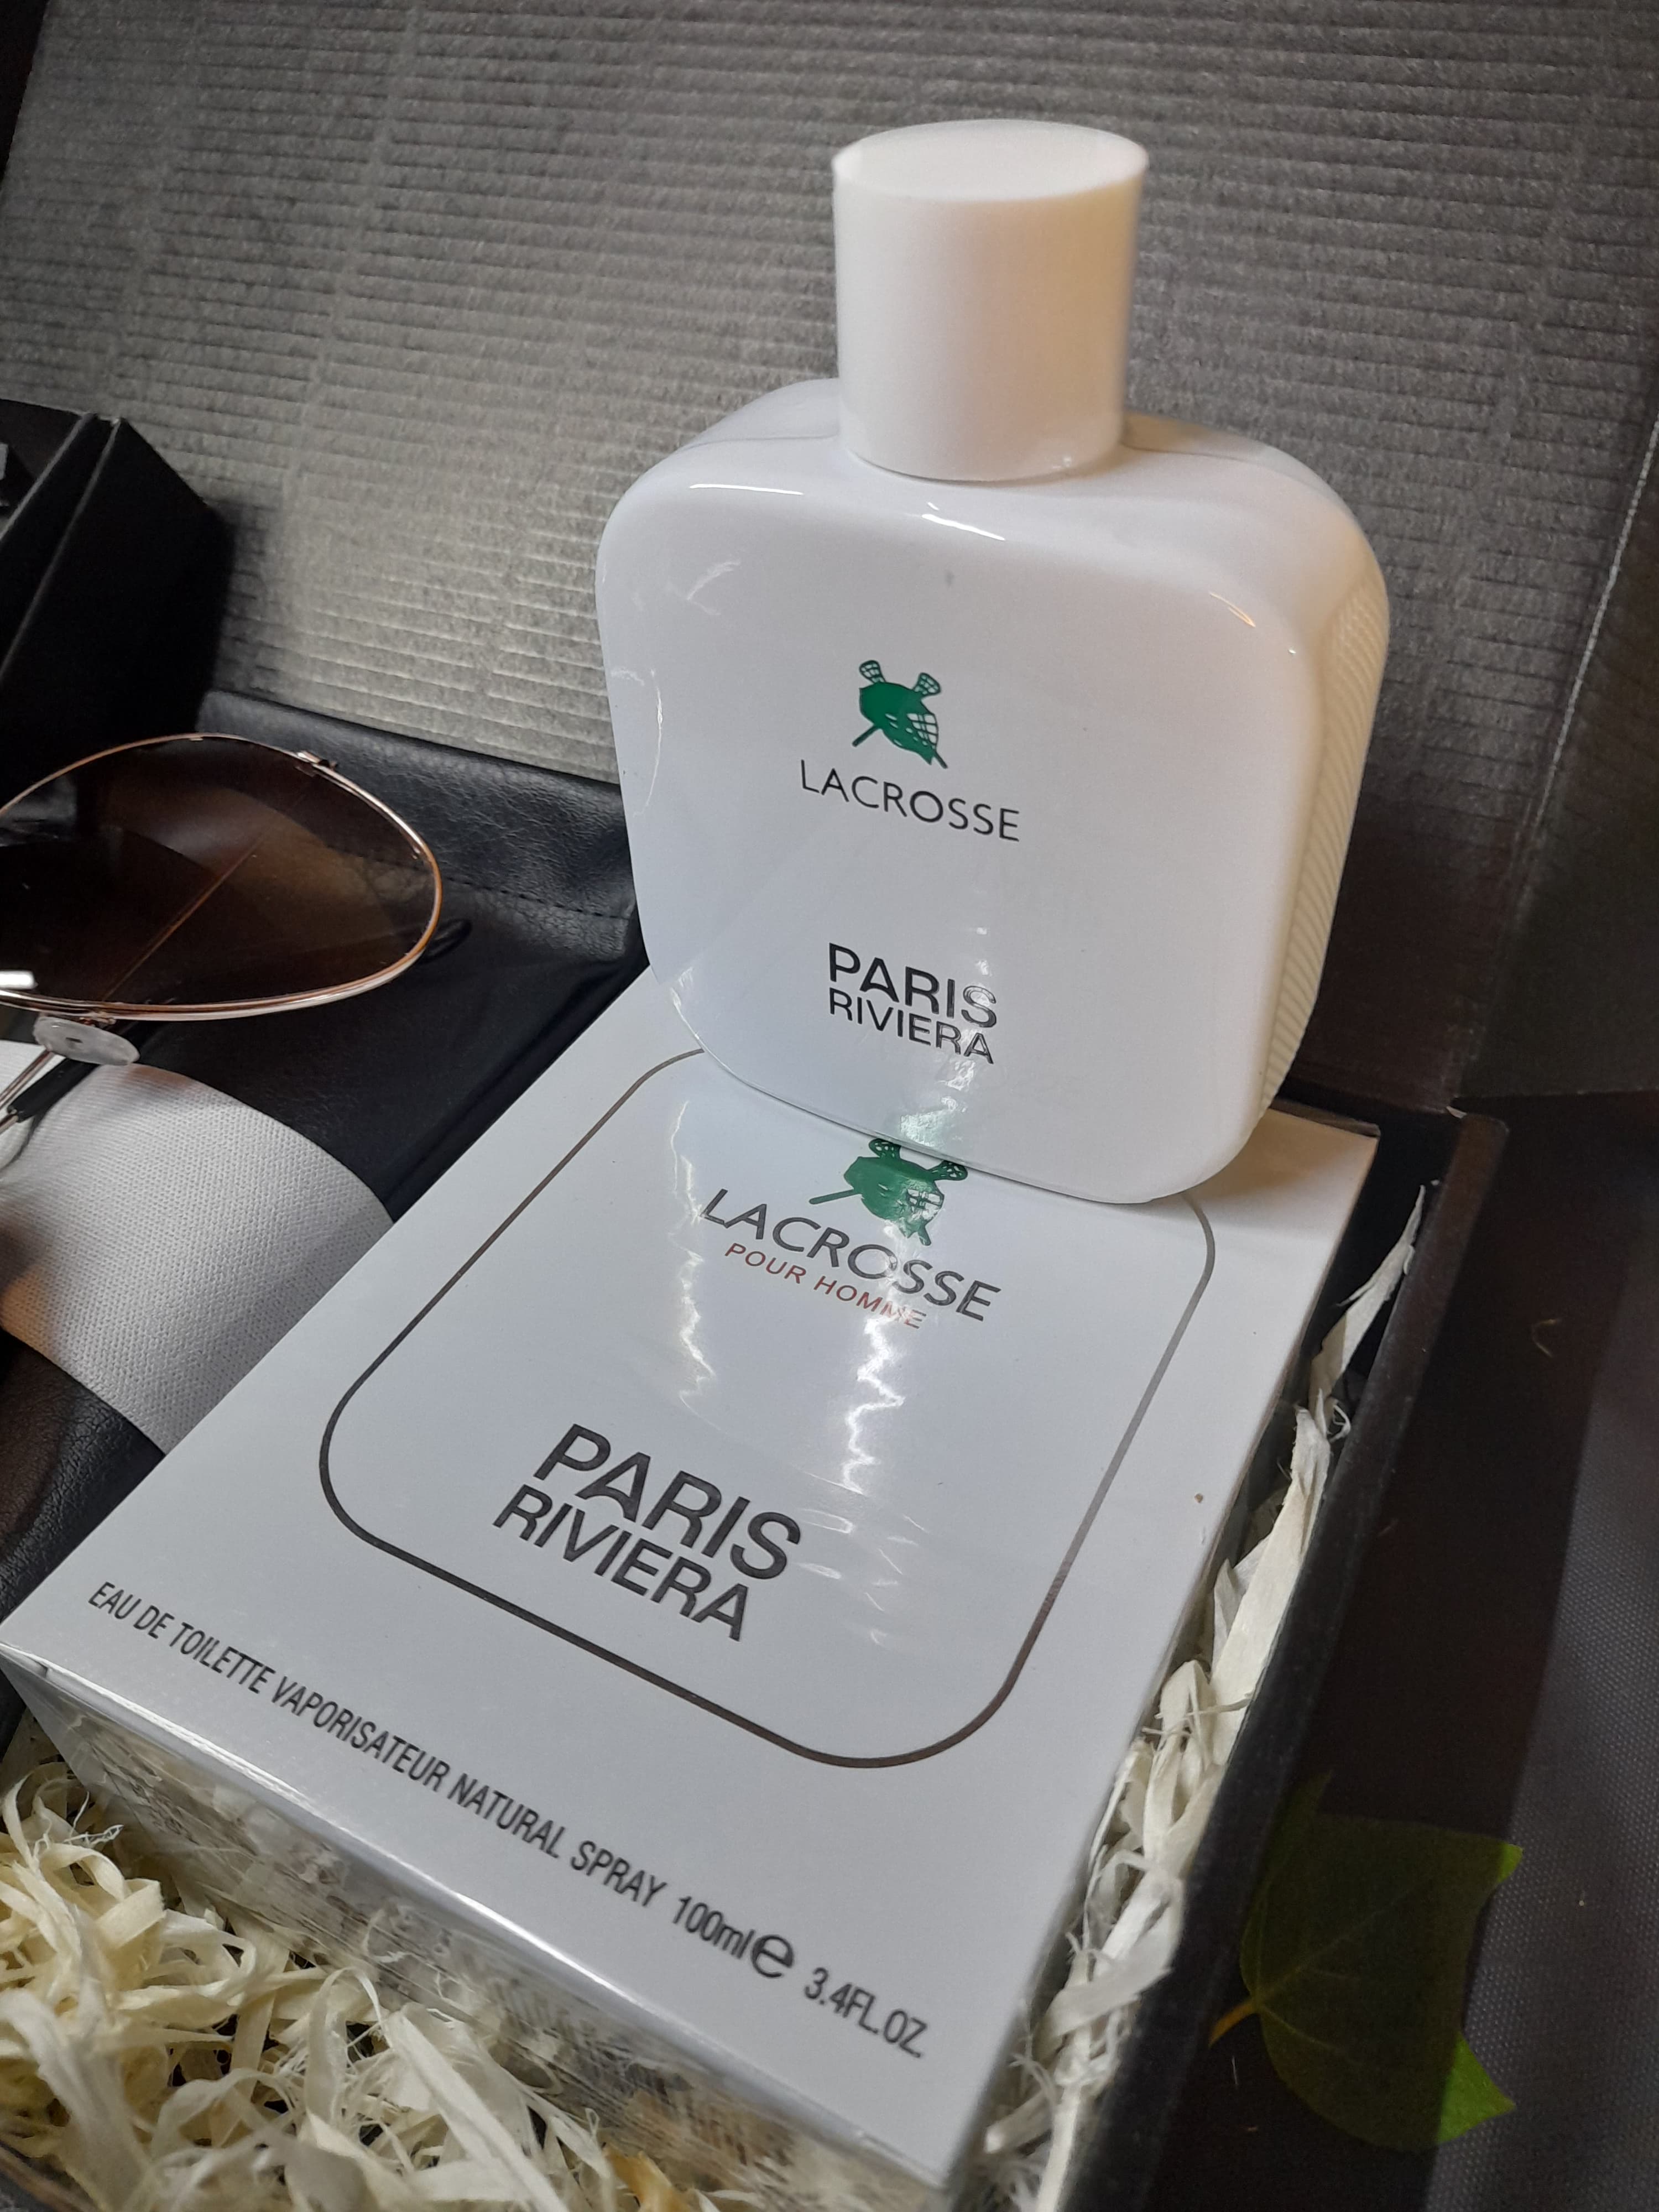 LACROSSE
PARIS
RIVIERA
LACROSSE
POUR HOMME
PARIS
RIVIERA
EAU DE TOILETTE VAPORISATEUR NATURAL SPRAY 100ml℮ 3.4FL.OZ.